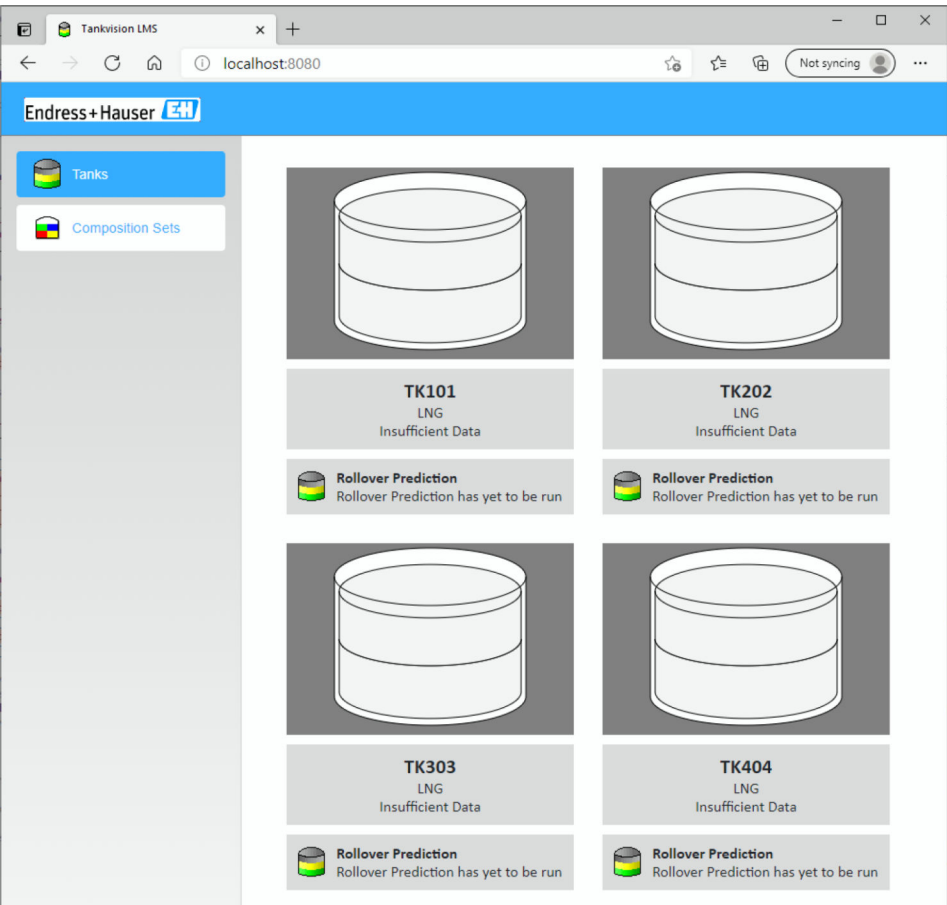 Tankvision LMS
localhost:8080
Not syncing
Endress+Hauser EH
Tanks
Composition Sets
TK101
LNG
Insufficient Data
Rollover Prediction
Rollover Prediction has yet to be run
TK202
LNG
Insufficient Data
Rollover Prediction
Rollover Prediction has yet to be run
TK303
LNG
Insufficient Data
Rollover Prediction
Rollover Prediction has yet to be run
TK404
LNG
Insufficient Data
Rollover Prediction
Rollover Prediction has yet to be run